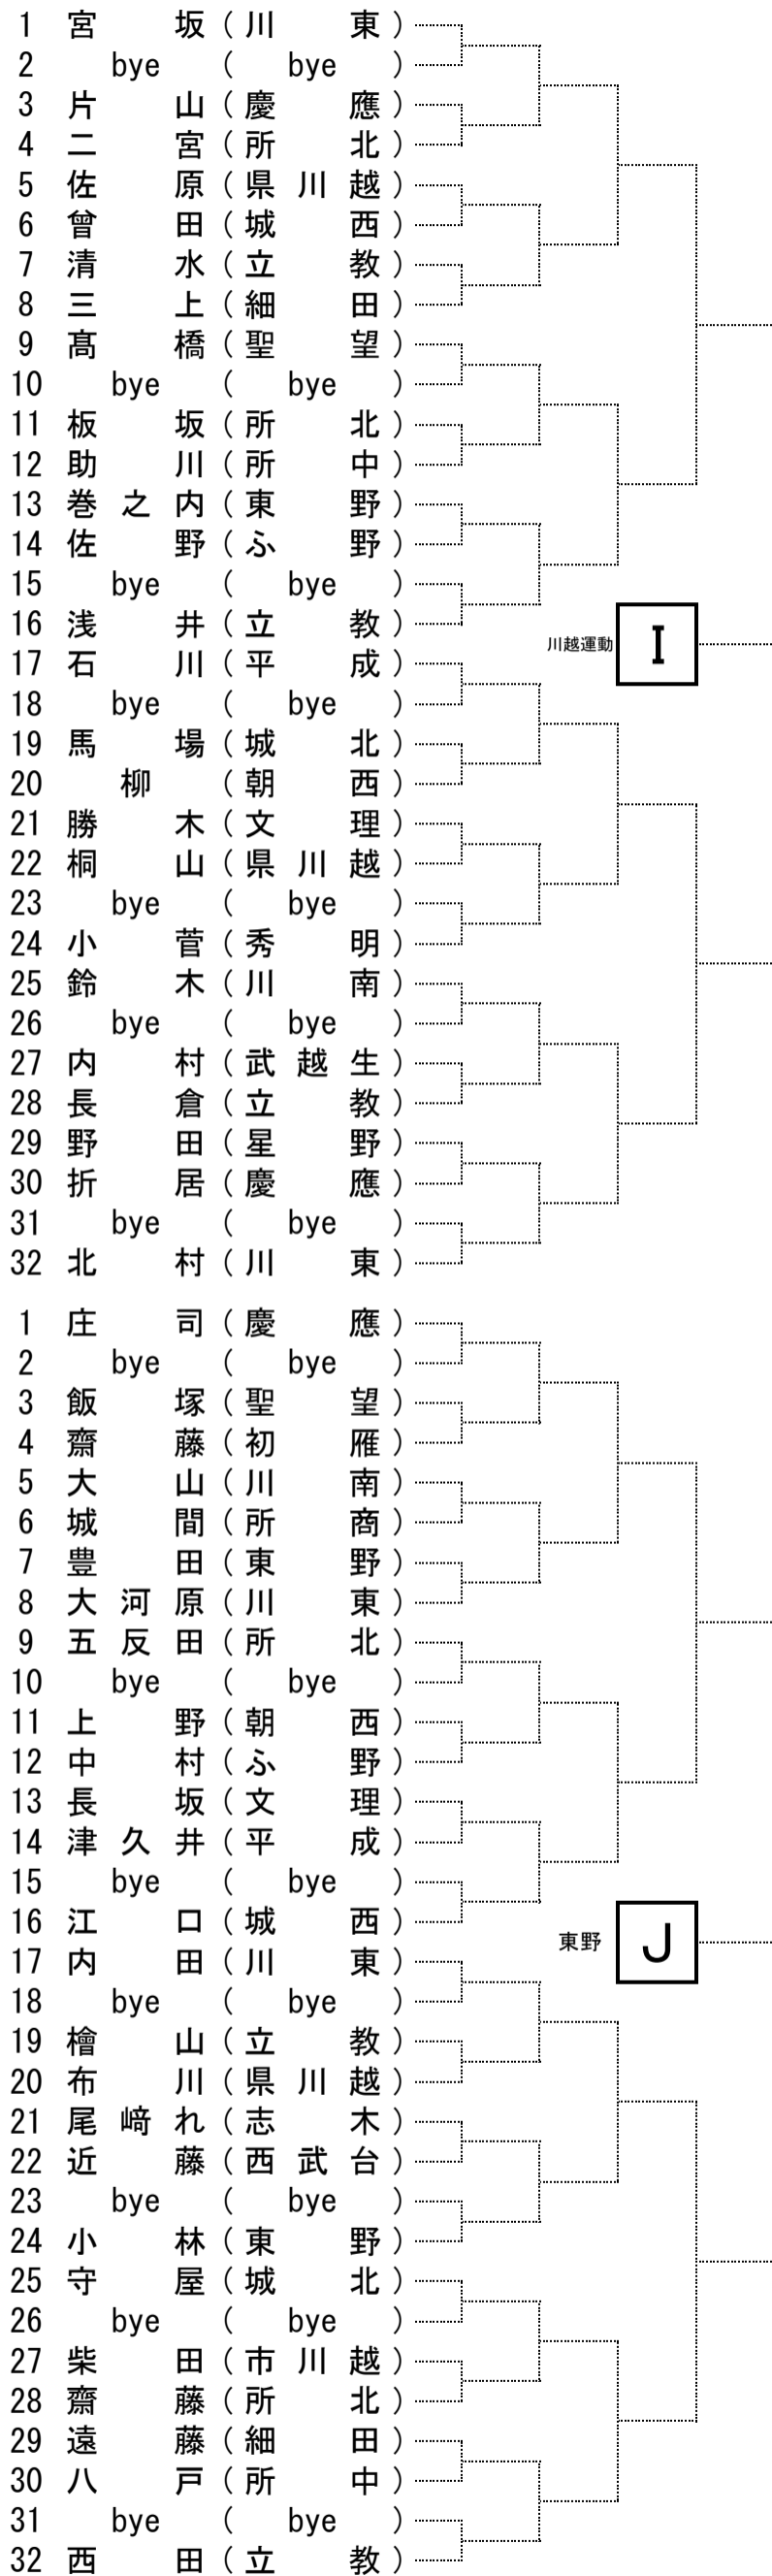 1 宮坂(川東)
2 bye(bye)
3 片山(慶應)
4 二宮(所北)
5 佐原(県川越)
6 曾田(城西)
7 清水(立教)
8 三上(細田)
9 髙橋(聖望)
10 bye(bye)
11 板坂(所北)
12 助川(所中)
13 巻之内(東野)
14 佐野(ふ野)
15 bye(bye)
16 浅井(立教)
川越運動 I
17 石川(平成)
18 bye(bye)
19 馬場(城北)
20 柳(朝西)
21 勝木(文理)
22 桐山(県川越)
23 bye(bye)
24 小菅(秀明)
25 鈴木(川南)
26 bye(bye)
27 内村(武越生)
28 長倉(立教)
29 野田(星野)
30 折居(慶應)
31 bye(bye)
32 北村(川東)
1 庄司(慶應)
2 bye(bye)
3 飯塚(聖望)
4 齋藤(初雁)
5 大山(川南)
6 城間(所商)
7 豊田(東野)
8 大河原(川東)
9 五反田(所北)
10 bye(bye)
11 上野(朝西)
12 中村(ふ野)
13 長坂(文理)
14 津久井(平成)
15 bye(bye)
16 江口(城西)
東野 J
17 内田(川東)
18 bye(bye)
19 檜山(立教)
20 布川(県川越)
21 尾﨑れ(志木)
22 近藤(西武台)
23 bye(bye)
24 小林(東野)
25 守屋(城北)
26 bye(bye)
27 柴田(市川越)
28 齋藤(所北)
29 遠藤(細田)
30 八戸(所中)
31 bye(bye)
32 西田(立教)